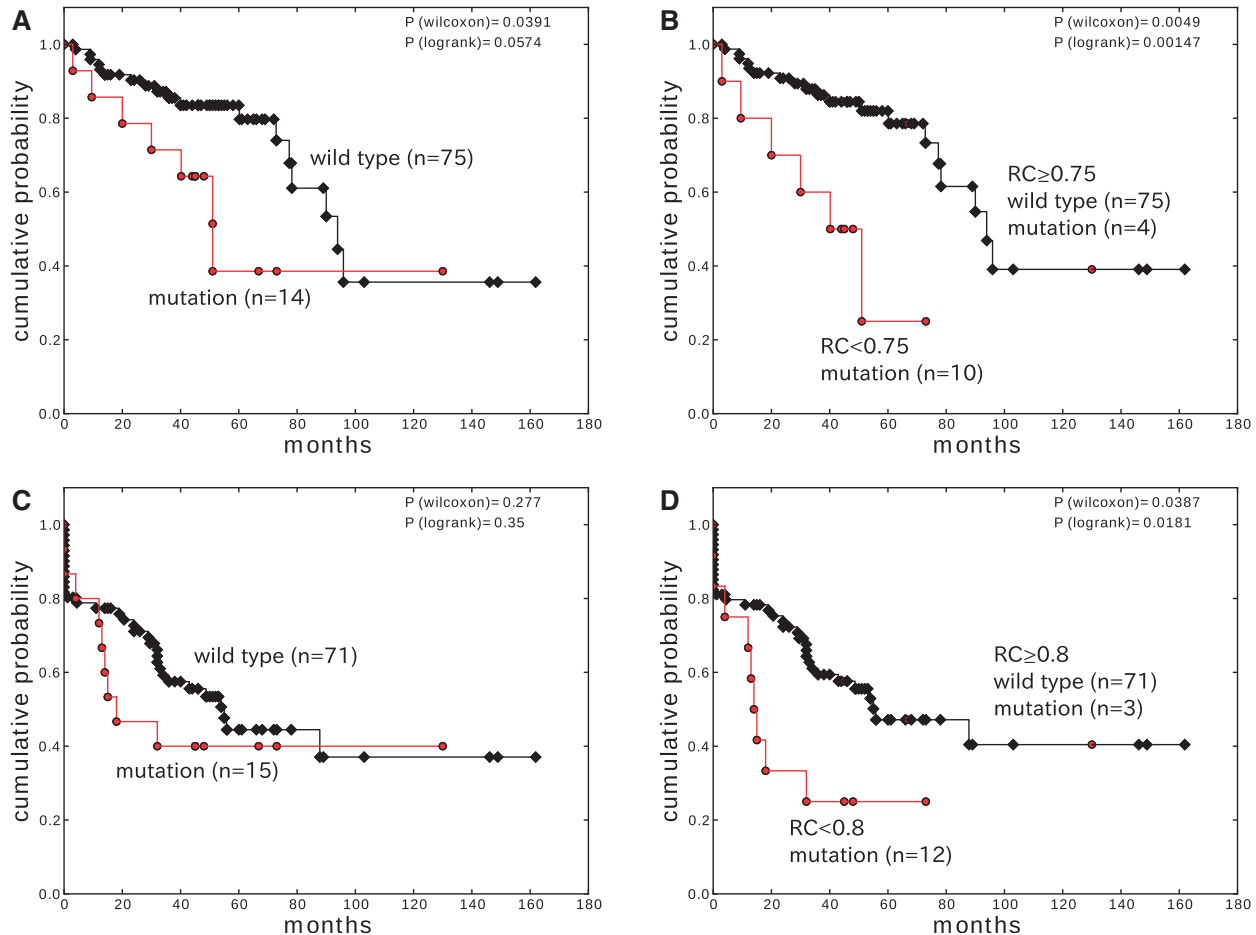 A
P (wilcoxon)= 0.0391
P (logrank)= 0.0574
cumulative probability
1.0
0.8
0.6
0.4
0.2
0.0
wild type (n=75)
mutation (n=14)
0 20 40 60 80 100 120 140 160 180
months
B
P (wilcoxon)= 0.0049
P (logrank)= 0.00147
cumulative probability
1.0
0.8
0.6
0.4
0.2
0.0
RC≥0.75
wild type (n=75)
mutation (n=4)
RC<0.75
mutation (n=10)
0 20 40 60 80 100 120 140 160 180
months
C
P (wilcoxon)= 0.277
P (logrank)= 0.35
cumulative probability
1.0
0.8
0.6
0.4
0.2
0.0
wild type (n=71)
mutation (n=15)
0 20 40 60 80 100 120 140 160 180
months
D
P (wilcoxon)= 0.0387
P (logrank)= 0.0181
cumulative probability
1.0
0.8
0.6
0.4
0.2
0.0
RC≥0.8
wild type (n=71)
mutation (n=3)
RC<0.8
mutation (n=12)
0 20 40 60 80 100 120 140 160 180
months